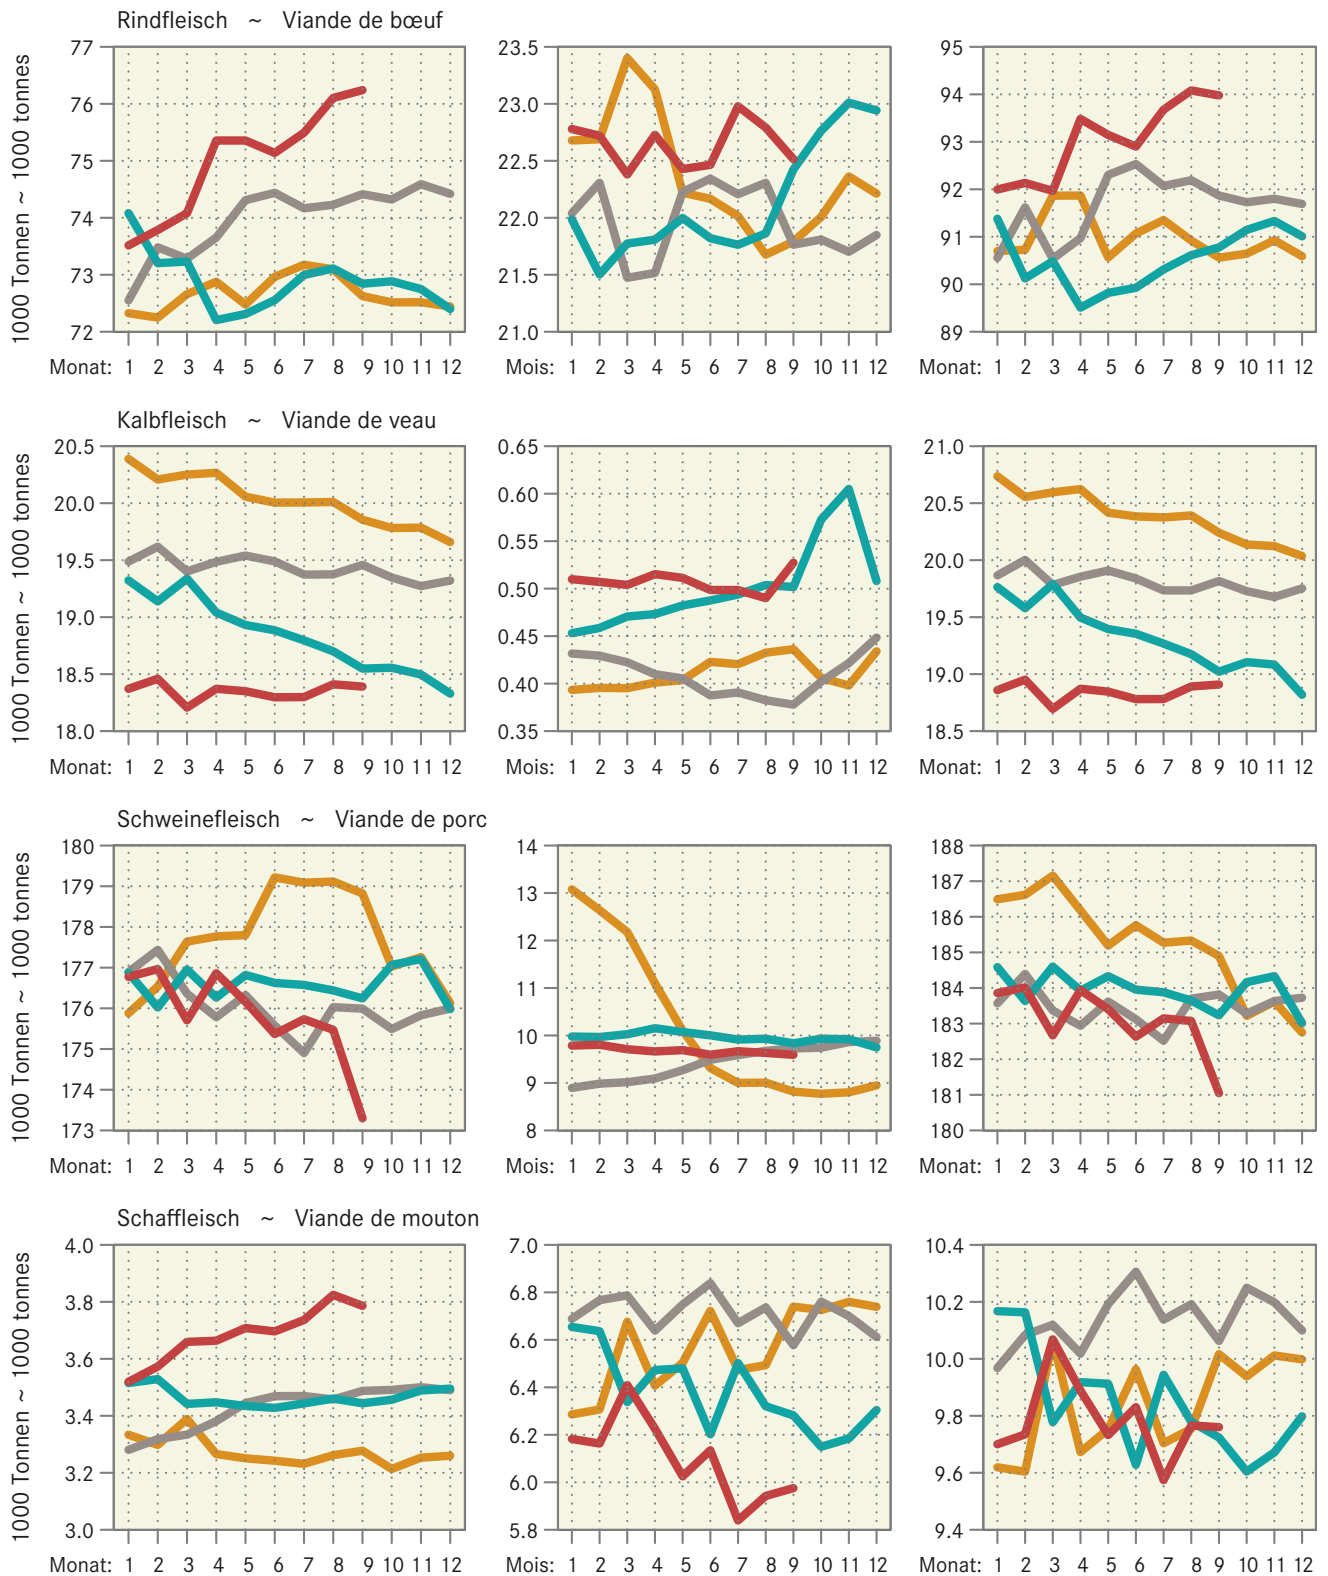 Rindfleisch ~ Viande de bœuf
1000 Tonnen ~ 1000 tonnes
77 76 75 74 73 72
23.5 23.0 22.5 22.0 21.5 21.0
95 94 93 92 91 90 89
Monat: 1 2 3 4 5 6 7 8 9 10 11 12
Mois: 1 2 3 4 5 6 7 8 9 10 11 12
Monat: 1 2 3 4 5 6 7 8 9 10 11 12
Kalbfleisch ~ Viande de veau
1000 Tonnen ~ 1000 tonnes
20.5 20.0 19.5 19.0 18.5 18.0
0.65 0.60 0.55 0.50 0.45 0.40 0.35
21.0 20.5 20.0 19.5 19.0 18.5
Monat: 1 2 3 4 5 6 7 8 9 10 11 12
Mois: 1 2 3 4 5 6 7 8 9 10 11 12
Monat: 1 2 3 4 5 6 7 8 9 10 11 12
Schweinefleisch ~ Viande de porc
1000 Tonnen ~ 1000 tonnes
180 179 178 177 176 175 174 173
14 13 12 11 10 9 8
188 187 186 185 184 183 182 181 180
Monat: 1 2 3 4 5 6 7 8 9 10 11 12
Mois: 1 2 3 4 5 6 7 8 9 10 11 12
Monat: 1 2 3 4 5 6 7 8 9 10 11 12
Schaffleisch ~ Viande de mouton
1000 Tonnen ~ 1000 tonnes
4.0 3.8 3.6 3.4 3.2 3.0
7.0 6.8 6.6 6.4 6.2 6.0 5.8
10.4 10.2 10.0 9.8 9.6 9.4
Monat: 1 2 3 4 5 6 7 8 9 10 11 12
Mois: 1 2 3 4 5 6 7 8 9 10 11 12
Monat: 1 2 3 4 5 6 7 8 9 10 11 12